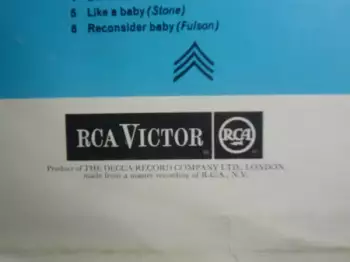 5 Like a baby (Stone)
6 Reconsider baby (Fulson)
RCA VICTOR
RCA
Produce of THE DECCA RECORD COMPANY LTD., LONDON,
made from a master recording of R.C.A., N.Y.